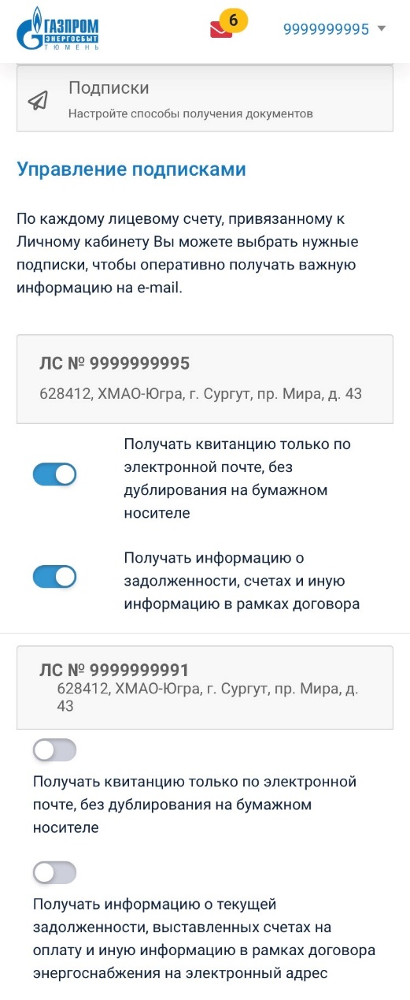 ГАЗПРОМ
ЭНЕРГОСБЫТ
ТЮМЕНЬ
6
9999999995
Подписки
Настройте способы получения документов
Управление подписками
По каждому лицевому счету, привязанному к
Личному кабинету Вы можете выбрать нужные
подписки, чтобы оперативно получать важную
информацию на e-mail.
ЛС № 9999999995
628412, ХМАО-Югра, г. Сургут, пр. Мира, д. 43
Получать квитанцию только по
электронной почте, без
дублирования на бумажном
носителе
Получать информацию о
задолженности, счетах и иную
информацию в рамках договора
ЛС № 9999999991
628412, ХМАО-Югра, г. Сургут, пр. Мира, д.
43
Получать квитанцию только по электронной
почте, без дублирования на бумажном
носителе
Получать информацию о текущей
задолженности, выставленных счетах на
оплату и иную информацию в рамках договора
энергоснабжения на электронный адрес